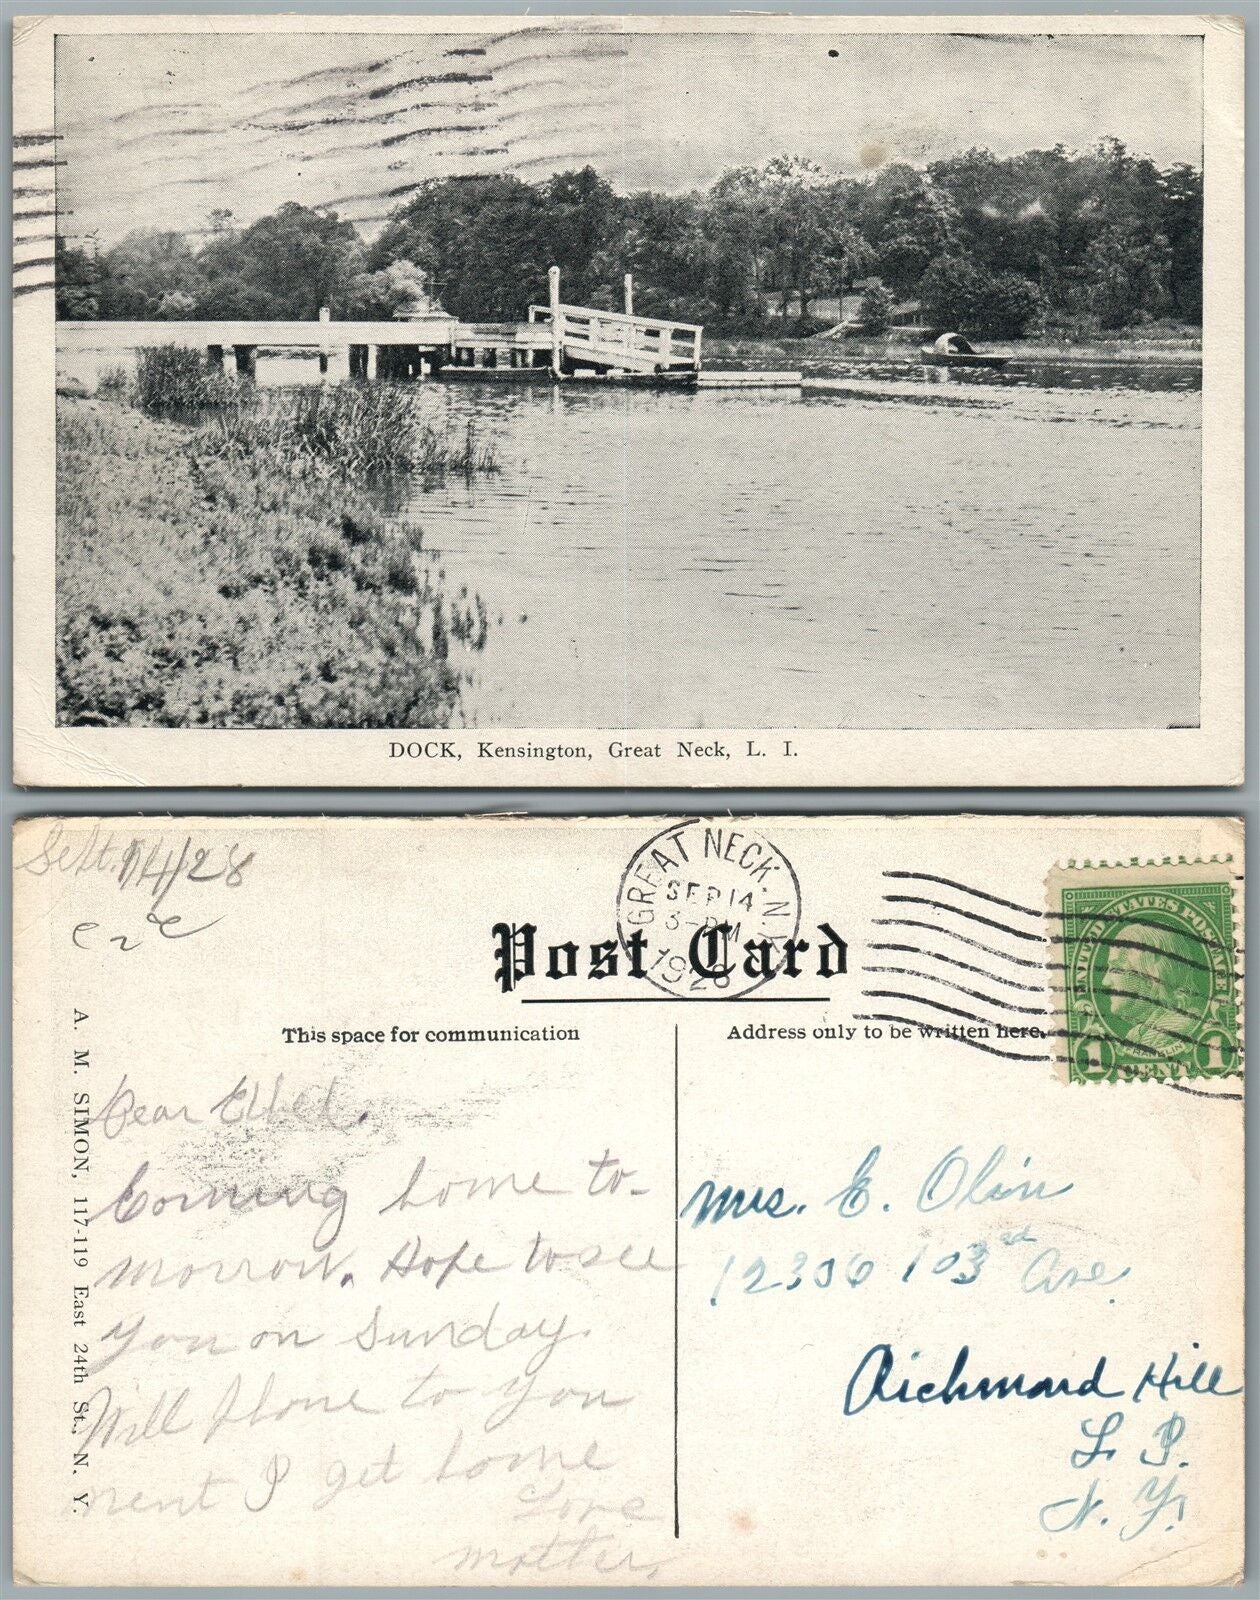 DOCK, Kensington, Great Neck, L. I.
Sept. 14/28
GREAT NECK. N.Y.
SEP 14
3-PM
1928
Post Card
UNITED STATES POSTAGE
FRANKLIN
1 CENT 1
This space for communication
Address only to be written here.
A. M. SIMON, 117-119 East 24th St., N. Y.
Dear Ethel.
Coming home to-
morrow. Hope to see
you on Sunday.
Will phone to you
I get home
Love
motter.
Mrs. E. Olin
12306 103rd Ave.
Richmond Hill
L. I.
N. Y.